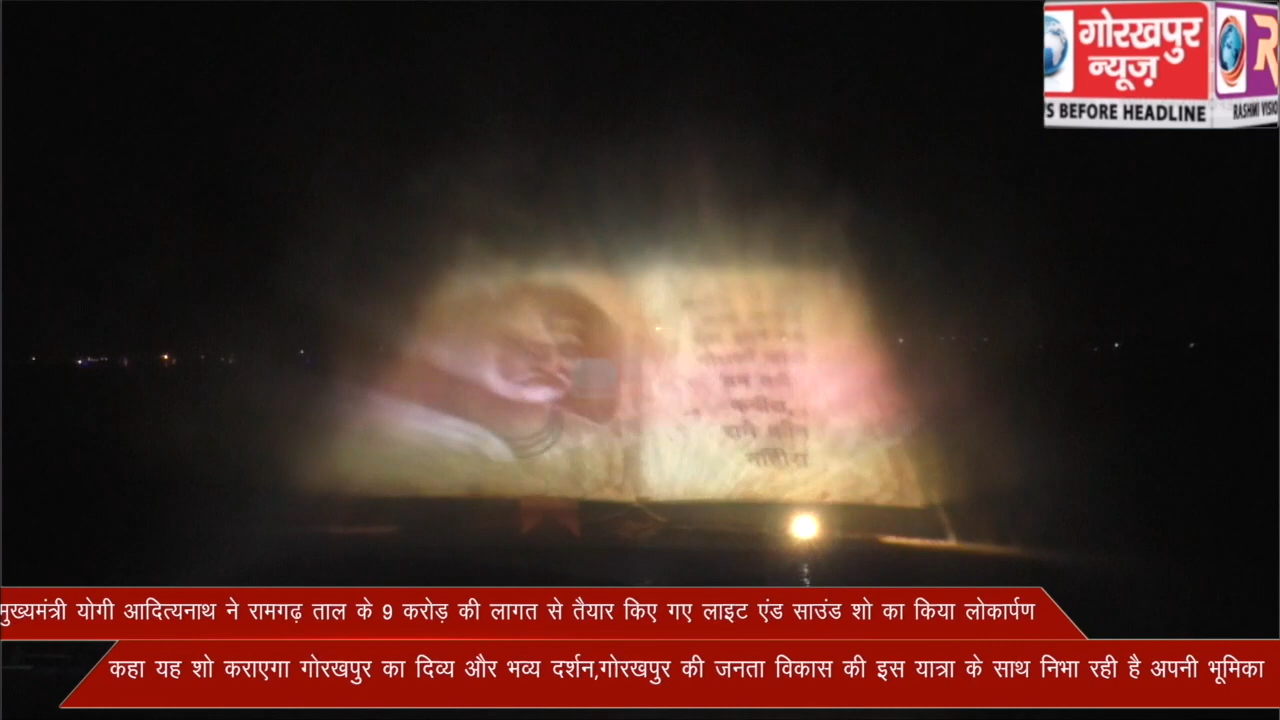 गोरखपुर
न्यूज़
S BEFORE HEADLINE
R
RASHMI VISIO
मुख्यमंत्री योगी आदित्यनाथ ने रामगढ़ ताल के 9 करोड़ की लागत से तैयार किए गए लाइट एंड साउंड शो का किया लोकार्पण
कहा यह शो कराएगा गोरखपुर का दिव्य और भव्य दर्शन,गोरखपुर की जनता विकास की इस यात्रा के साथ निभा रही है अपनी भूमिका